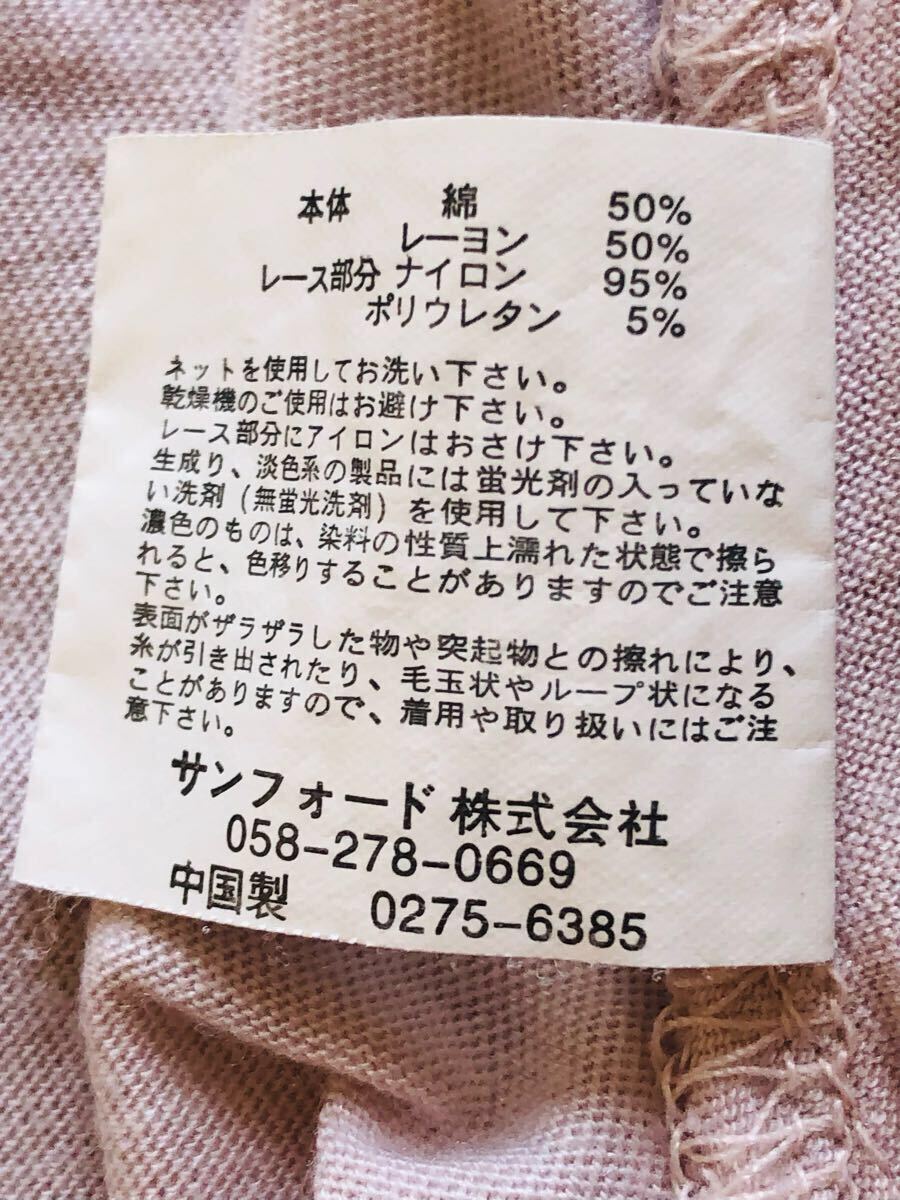 本体 綿 50%
レーヨン 50%
レース部分 ナイロン 95%
ポリウレタン 5%
ネットを使用してお洗い下さい。
乾燥機のご使用はお避け下さい。
レース部分にアイロンはおさけ下さい。
生成り、淡色系の製品には蛍光剤の入っていな
い洗剤（無蛍光洗剤）を使用して下さい。
濃色のものは、染料の性質上濡れた状態で擦ら
れると、色移りすることがありますのでご注意
下さい。
表面がザラザラした物や突起物との擦れにより、
糸が引き出されたり、毛玉状やループ状になる
ことがありますので、着用や取り扱いにはご注
意下さい。
サンフォード株式会社
058-278-0669
中国製 0275-6385